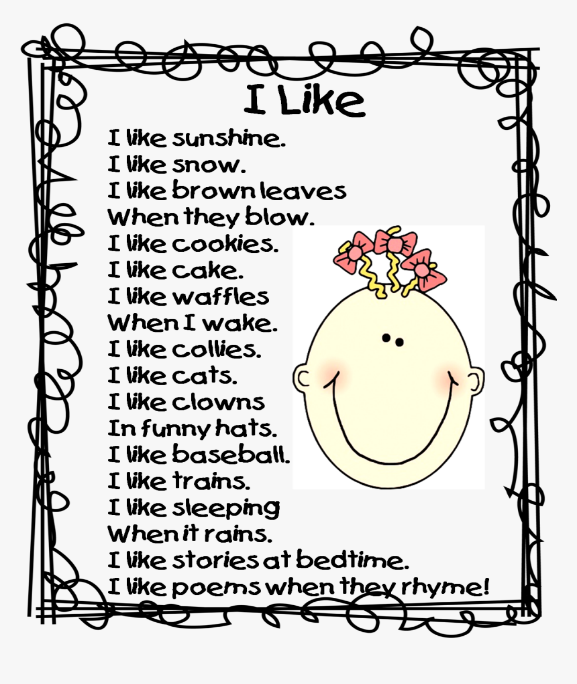 I Like
I like sunshine.
I like snow.
I like brown leaves
When they blow.
I like cookies.
I like cake.
I like waffles
When I wake.
I like collies.
I like cats.
I like clowns
In funny hats.
I like baseball.
I like trains.
I like sleeping
When it rains.
I like stories at bedtime.
I like poems when they rhyme!